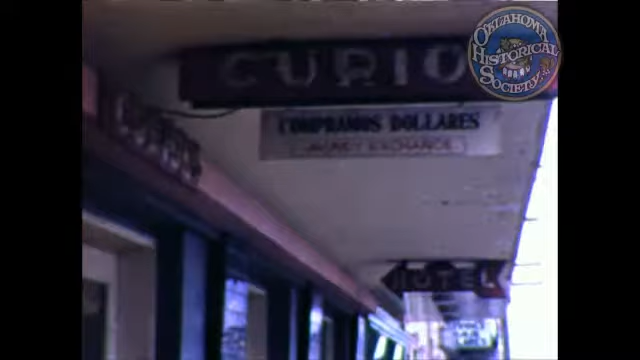 OKLAHOMA
HISTORICAL
SOCIETY
CURIO
COMPRAMOS DOLLARES
MONEY EXCHANGE
HOTEL